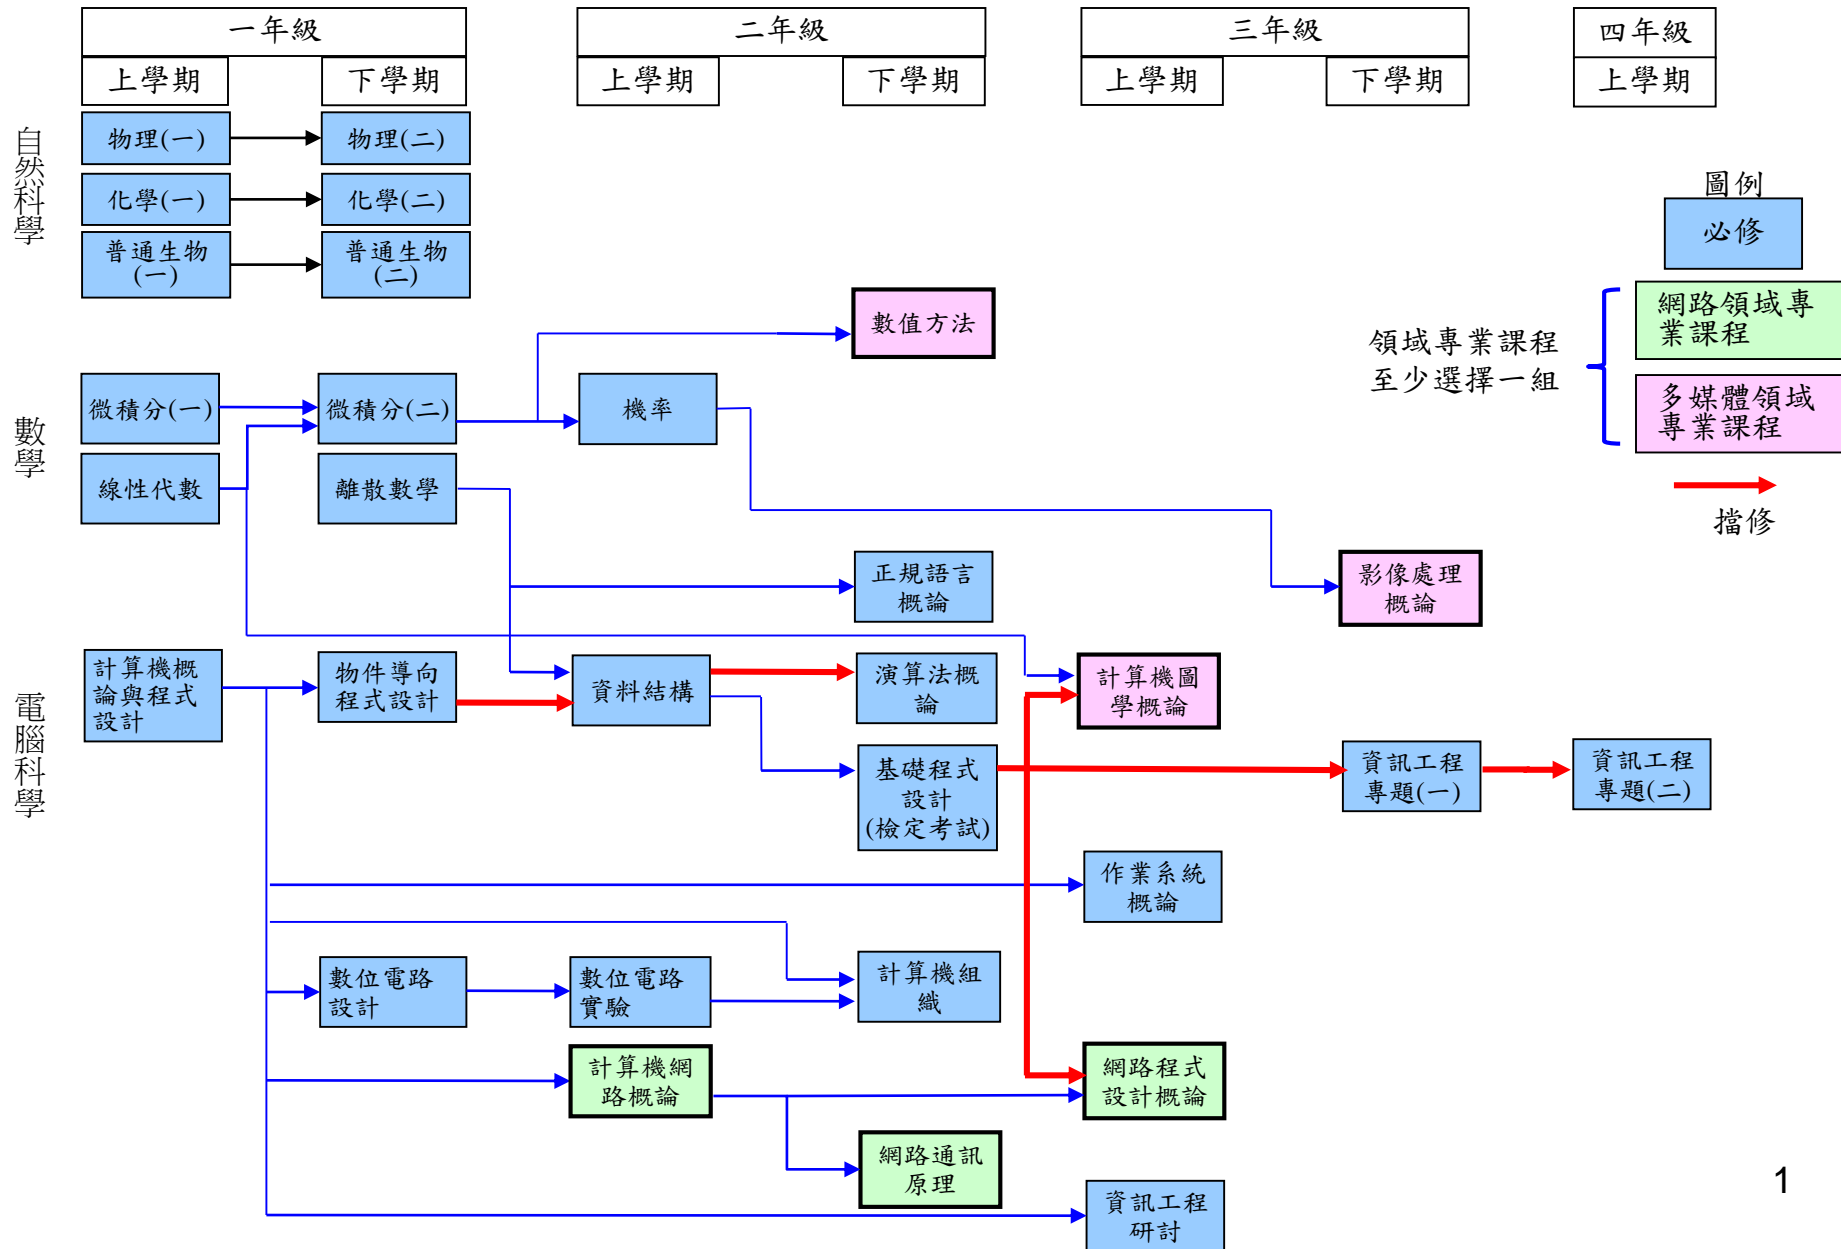 一年級
二年級
三年級
四年級
上學期
下學期
上學期
下學期
上學期
下學期
上學期
自然科學
物理(一)
物理(二)
化學(一)
化學(二)
普通生物
(一)
普通生物
(二)
圖例
必修
網路領域專
業課程
多媒體領域
專業課程
領域專業課程
至少選擇一組
擋修
數學
數值方法
微積分(一)
微積分(二)
機率
線性代數
離散數學
正規語言
概論
影像處理
概論
電腦科學
計算機概
論與程式
設計
物件導向
程式設計
資料結構
演算法概
論
計算機圖
學概論
基礎程式
設計
(檢定考試)
資訊工程
專題(一)
資訊工程
專題(二)
作業系統
概論
數位電路
設計
數位電路
實驗
計算機組
織
計算機網
路概論
網路程式
設計概論
網路通訊
原理
資訊工程
研討
1